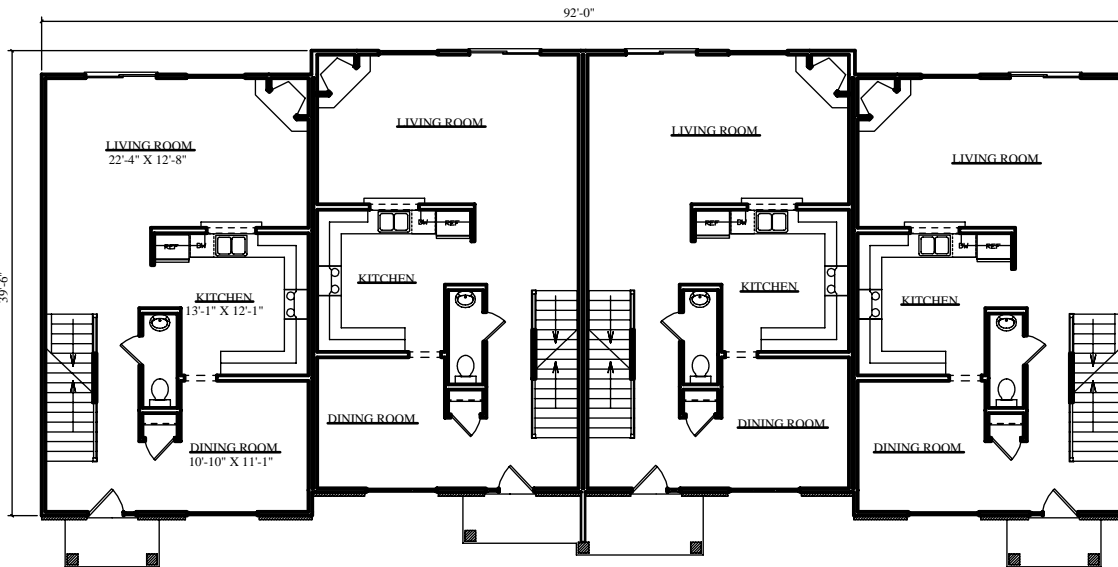 92'-0"
39'-6"
LIVING ROOM
22'-4" X 12'-8"
LIVING ROOM
LIVING ROOM
LIVING ROOM
REF DW
DW REF
REF DW
DW REF
KITCHEN
13'-1" X 12'-1"
KITCHEN
KITCHEN
KITCHEN
DINING ROOM
10'-10" X 11'-1"
DINING ROOM
DINING ROOM
DINING ROOM